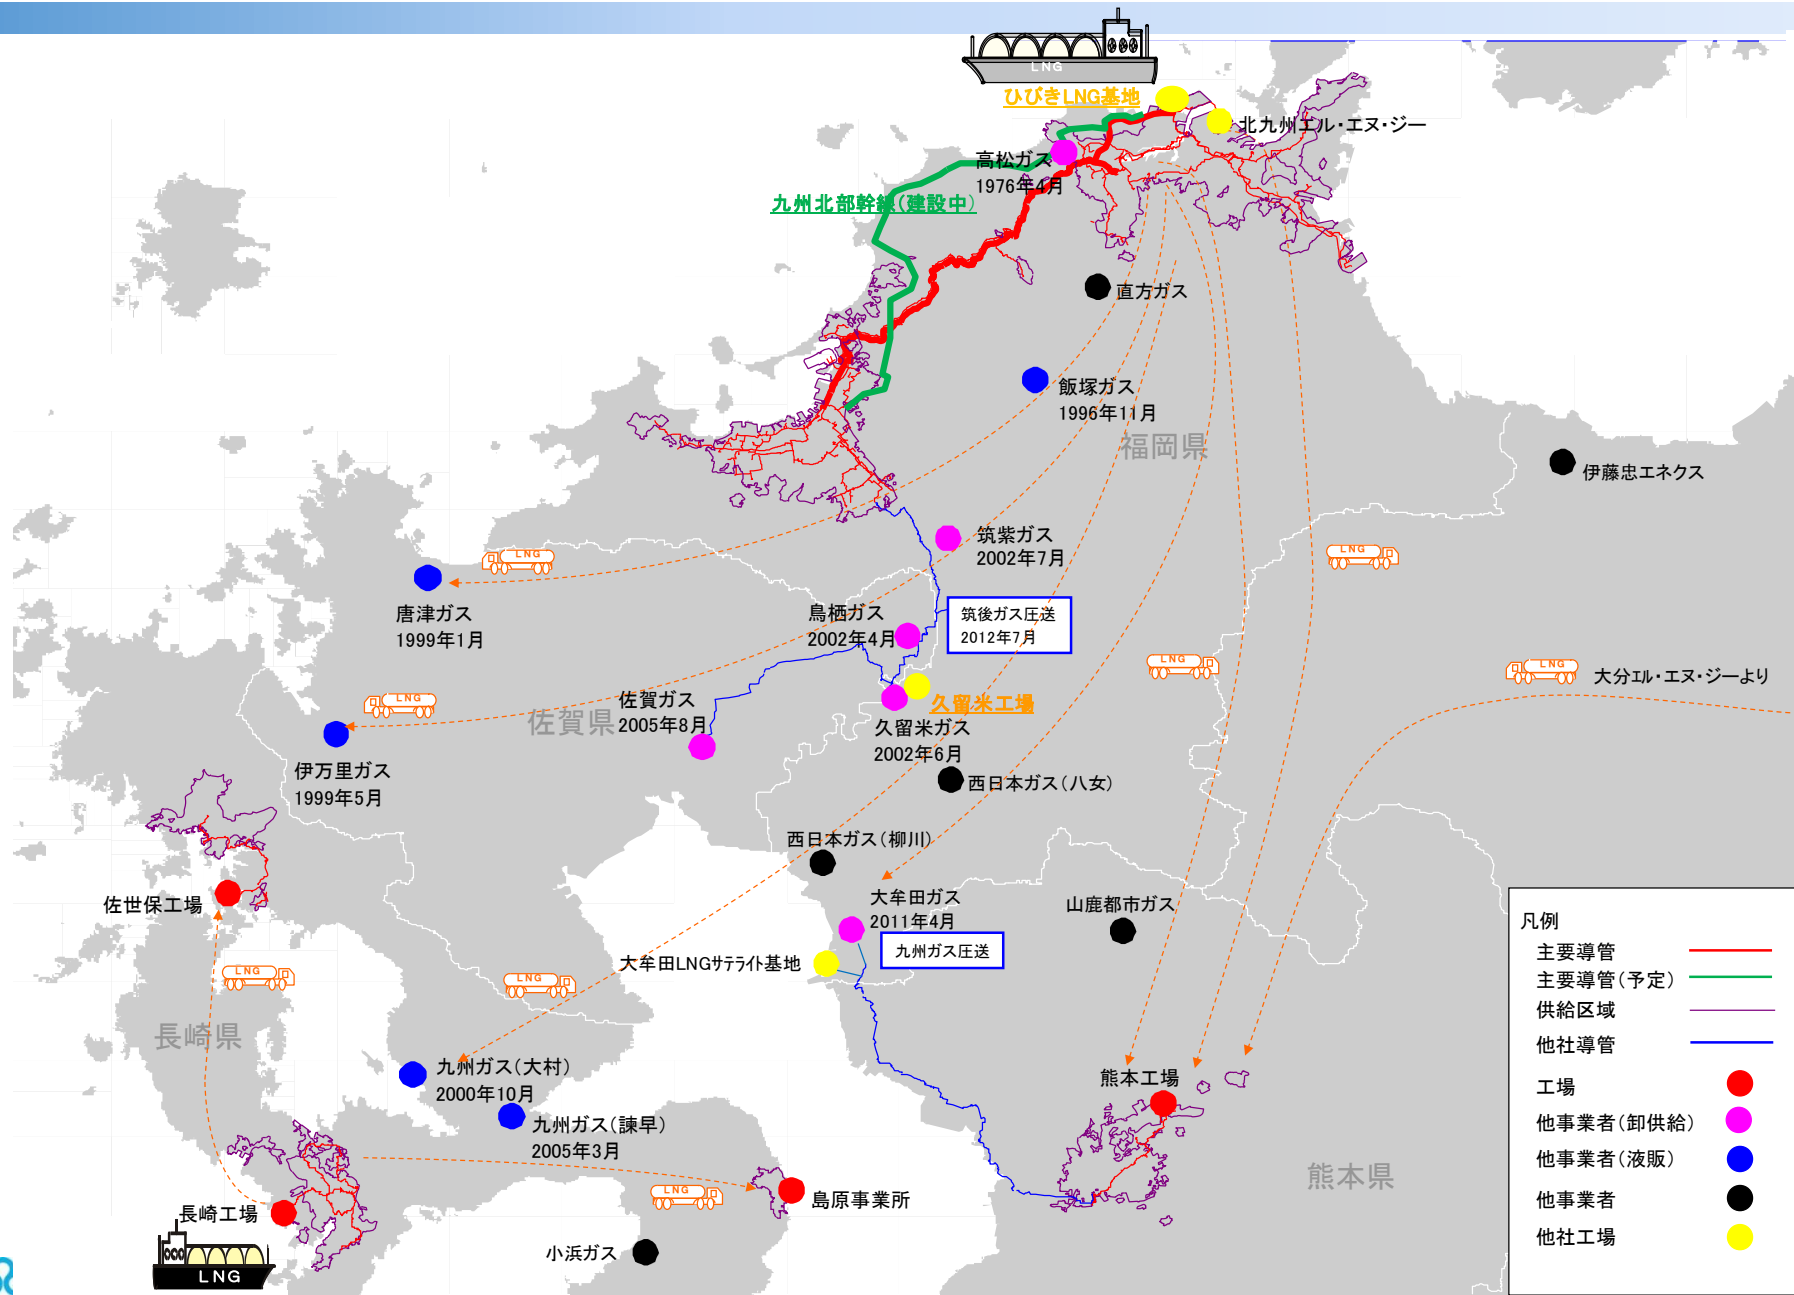 LNG
ひびきLNG基地
北九州エル・エヌ・ジー
高松ガス
1976年4月
九州北部幹線(建設中)
直方ガス
飯塚ガス
1996年11月
福岡県
伊藤忠エネクス
筑紫ガス
2002年7月
LNG
LNG
唐津ガス
1999年1月
鳥栖ガス
2002年4月
筑後ガス圧送
2012年7月
LNG
LNG
大分エル・エヌ・ジーより
佐賀ガス
2005年8月
LNG
佐賀県
久留米工場
久留米ガス
2002年6月
伊万里ガス
1999年5月
西日本ガス(八女)
西日本ガス(柳川)
佐世保工場
大牟田ガス
2011年4月
山鹿都市ガス
九州ガス圧送
大牟田LNGサテライト基地
LNG
LNG
長崎県
九州ガス(大村)
2000年10月
熊本工場
九州ガス(諫早)
2005年3月
熊本県
LNG
島原事業所
長崎工場
小浜ガス
LNG
凡例
主要導管
主要導管(予定)
供給区域
他社導管
工場
他事業者(卸供給)
他事業者(液販)
他事業者
他社工場